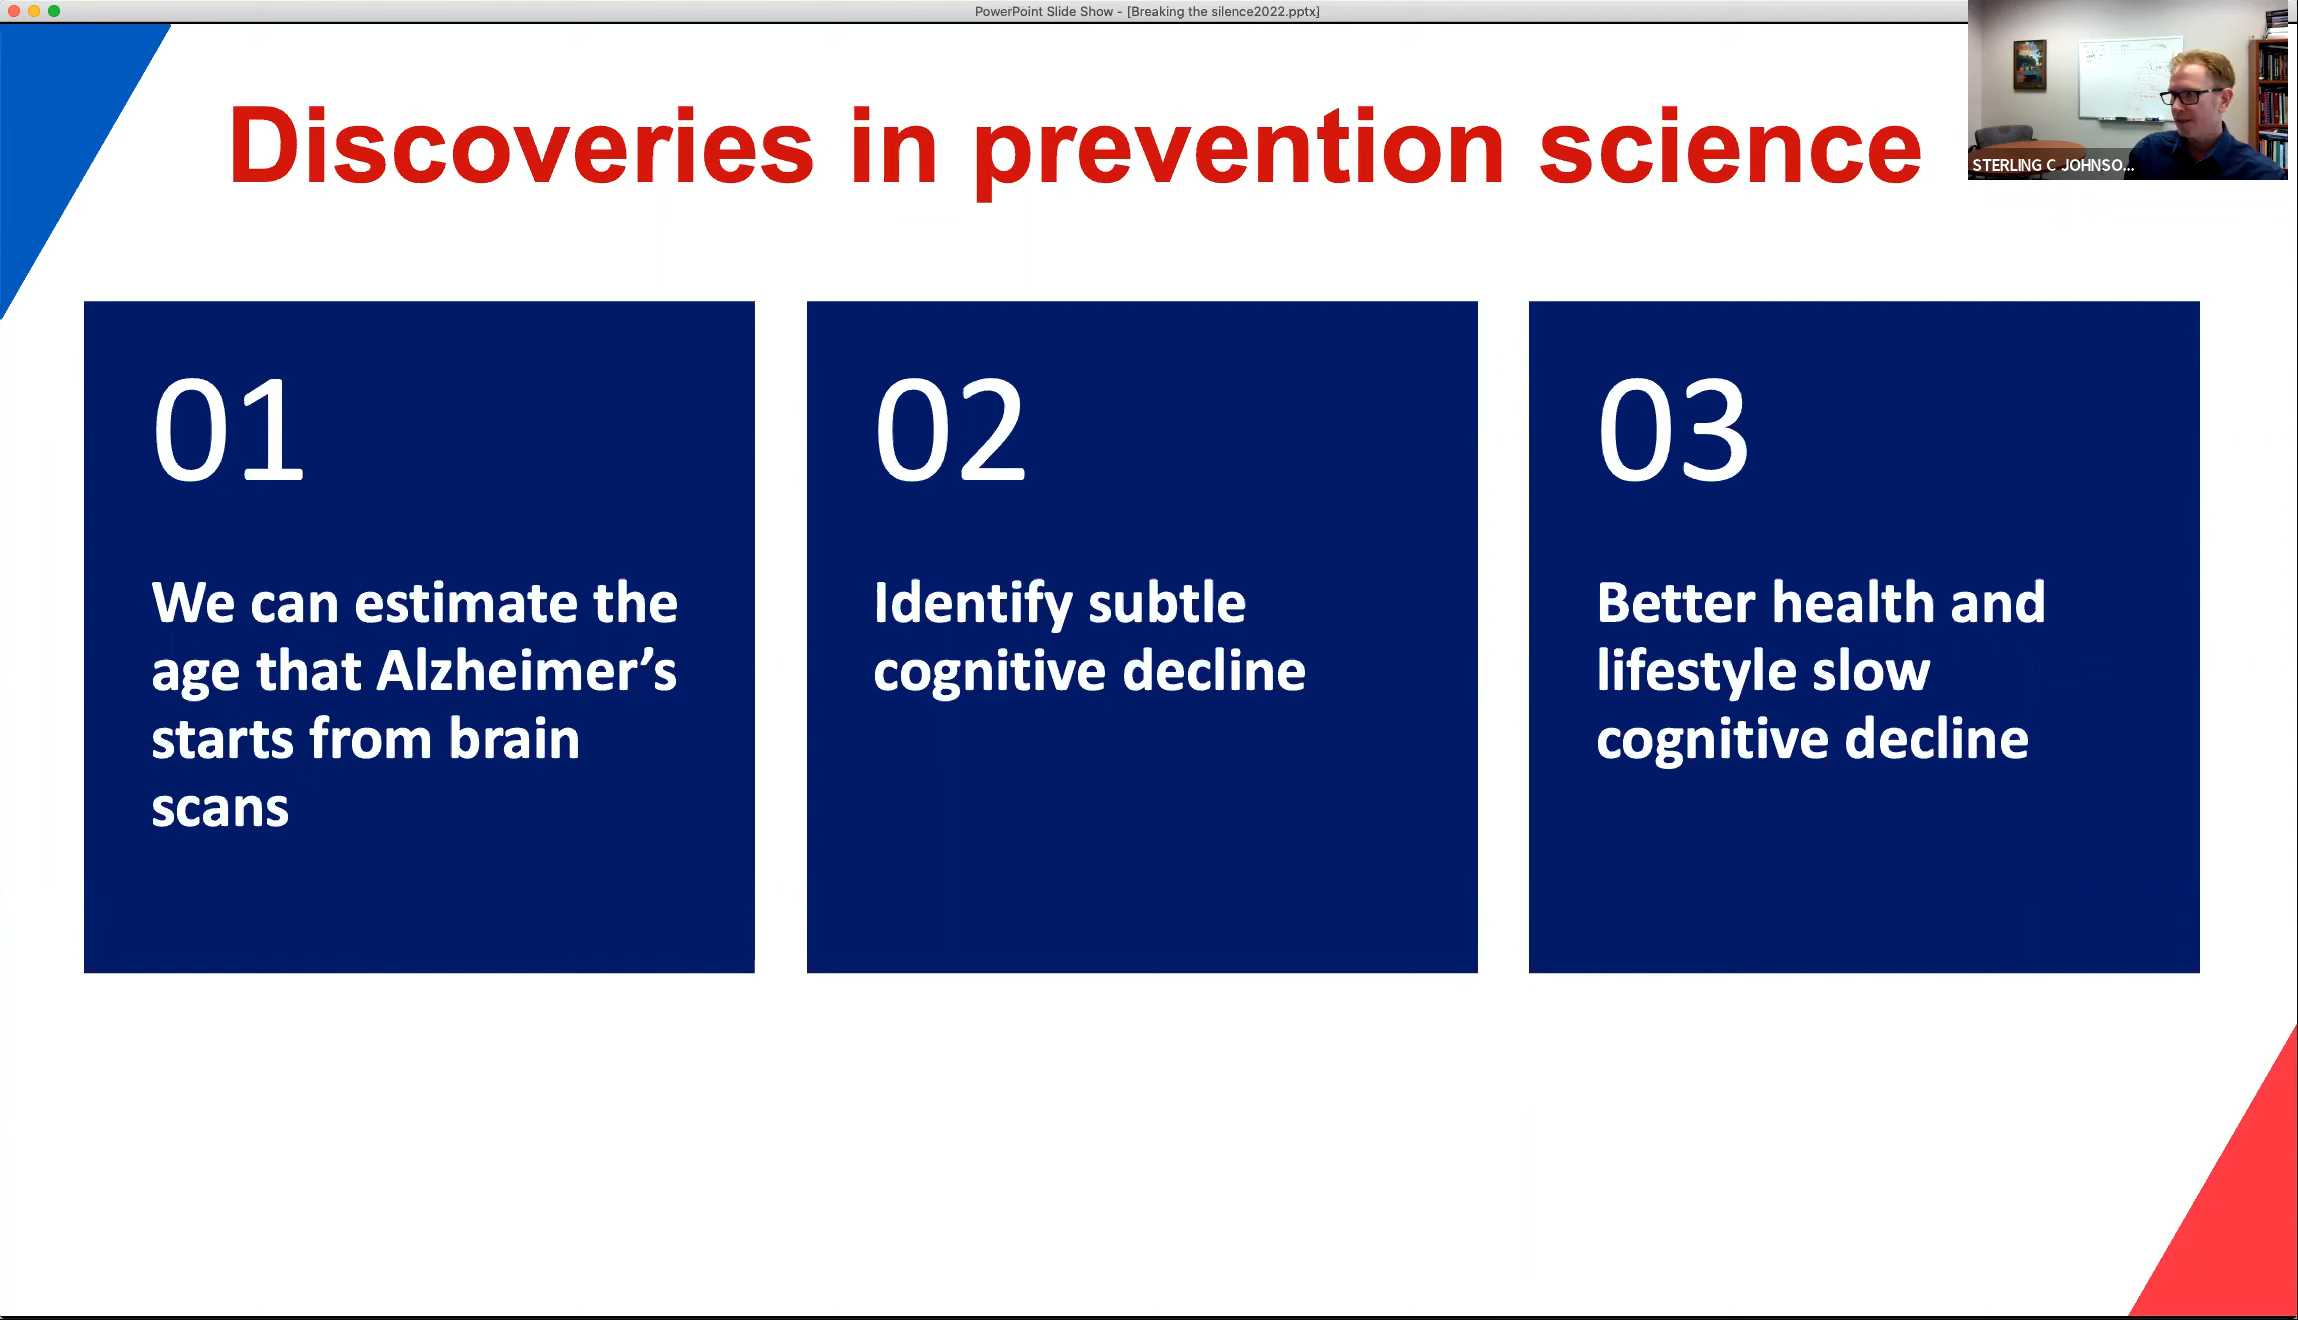 PowerPoint Slide Show - [Breaking the silence2022.pptx]
Discoveries in prevention science
STERLING C JOHNSO...
01
We can estimate the
age that Alzheimer's
starts from brain
scans
02
Identify subtle
cognitive decline
03
Better health and
lifestyle slow
cognitive decline